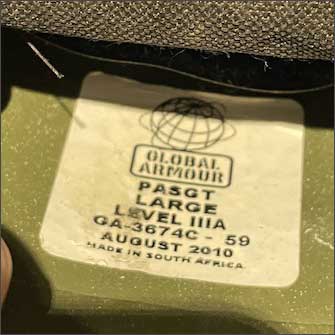 GLOBAL
ARMOUR
PASGT
LARGE
LEVEL IIIA
GA-3674C - 59
AUGUST 2010
MADE IN SOUTH AFRICA